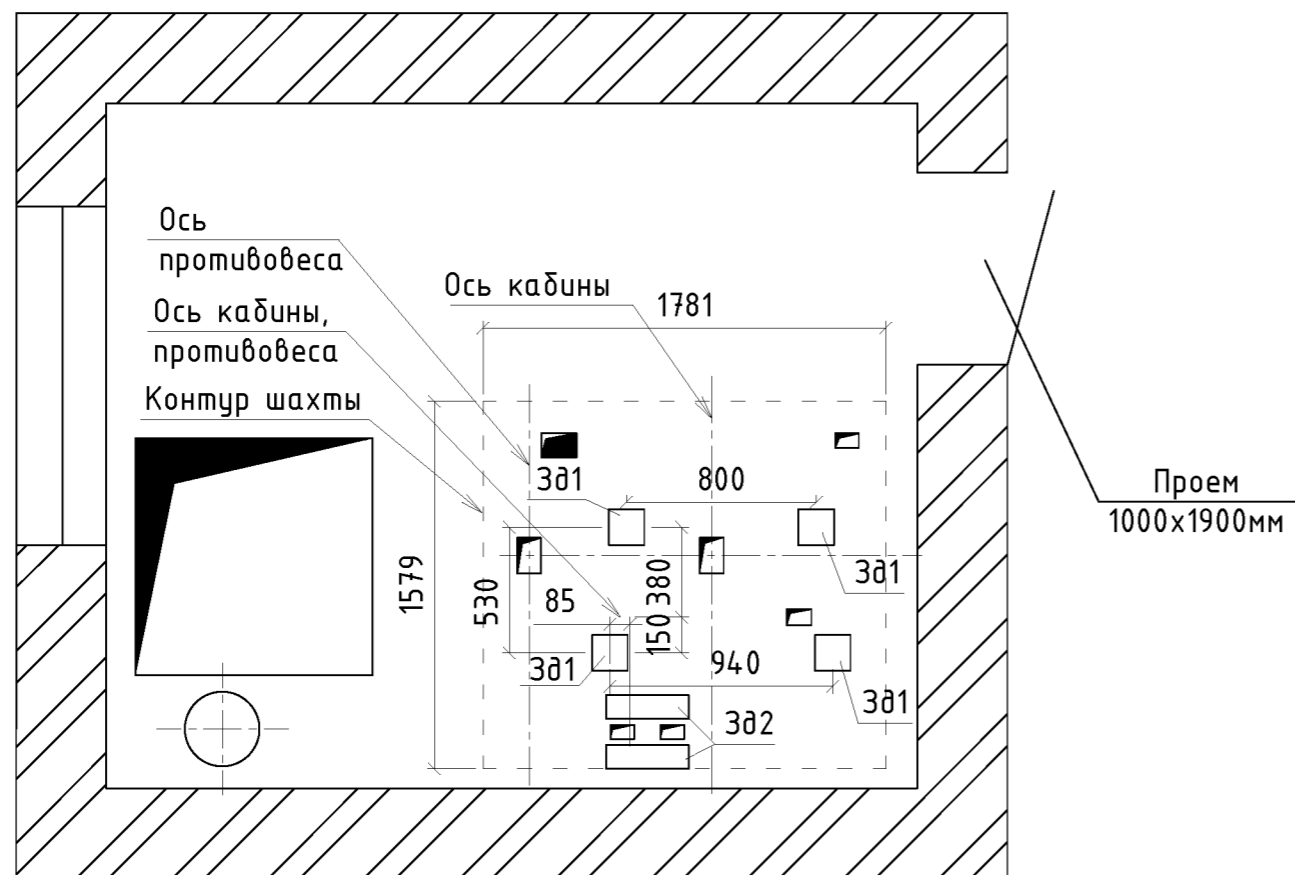 Ось
противовеса
Ось кабины
1781
Ось кабины,
противовеса
Контур шахты
Зд1
800
Проем
1000х1900мм
1579
530
85
380
150
Зд1
Зд1
940
Зд1
Зд2